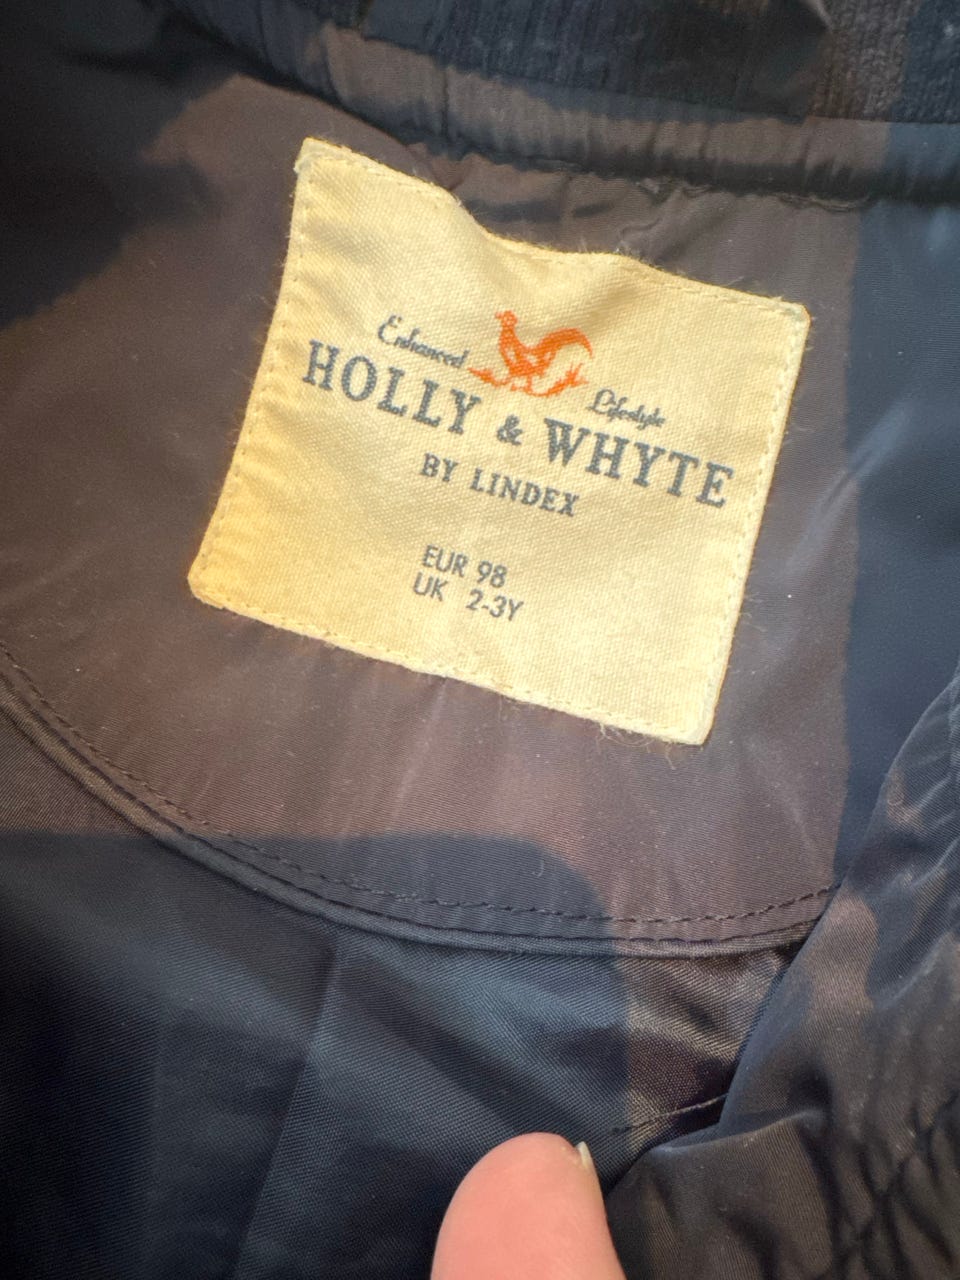 Enhanced Lifestyle
HOLLY & WHYTE
BY LINDEX
EUR 98
UK 2-3Y